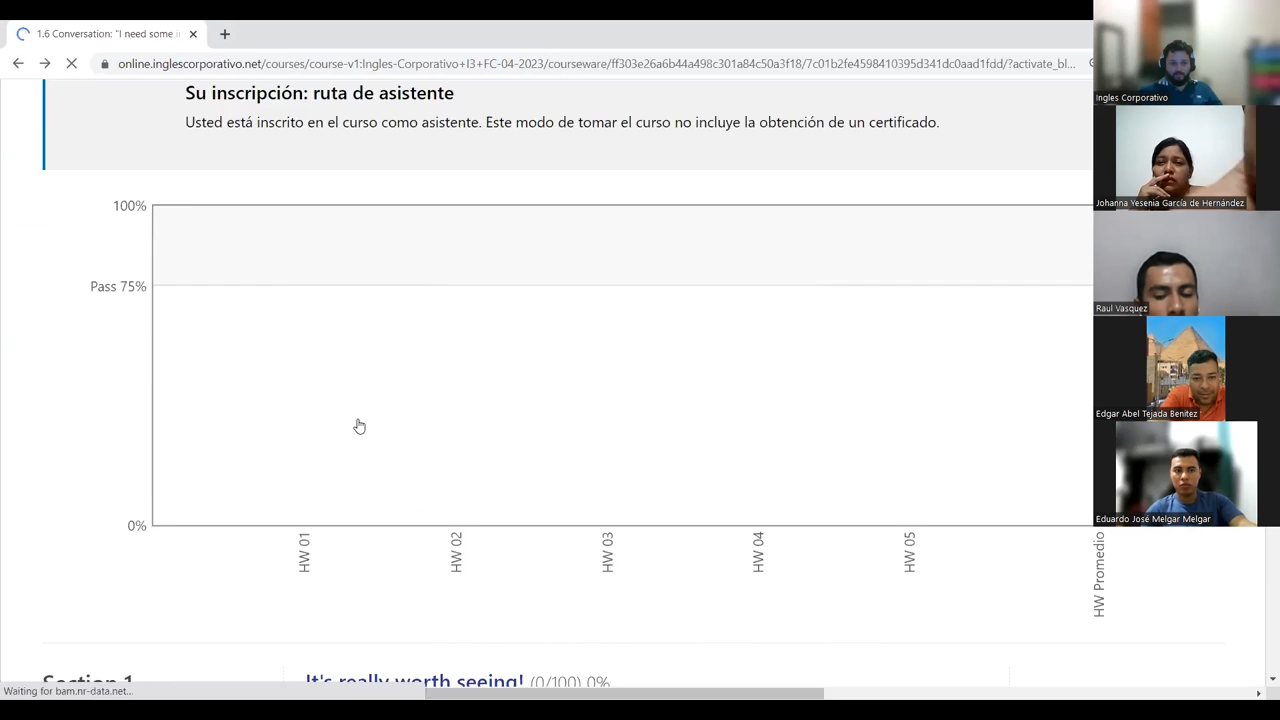 1.6 Conversation: "I need some i
online.inglescorporativo.net/courses/course-v1:Ingles-Corporativo+I3+FC-04-2023/courseware/ff303e26a6b44a498c301a84c50a3f18/7c01b2fe4598410395d341dc0aad1fdd/?activate_bl...
Ingles Corporativo
Su inscripción: ruta de asistente
Usted está inscrito en el curso como asistente. Este modo de tomar el curso no incluye la obtención de un certificado.
Johanna Yesenia García de Hernández
100%
Pass 75%
Raul Vasquez
Edgar Abel Tejada Benitez
Eduardo José Melgar Melgar
0%
HW 01
HW 02
HW 03
HW 04
HW 05
HW Promedio
Section 1
It's really worth seeing! (0/100) 0%
Waiting for bam.nr-data.net...